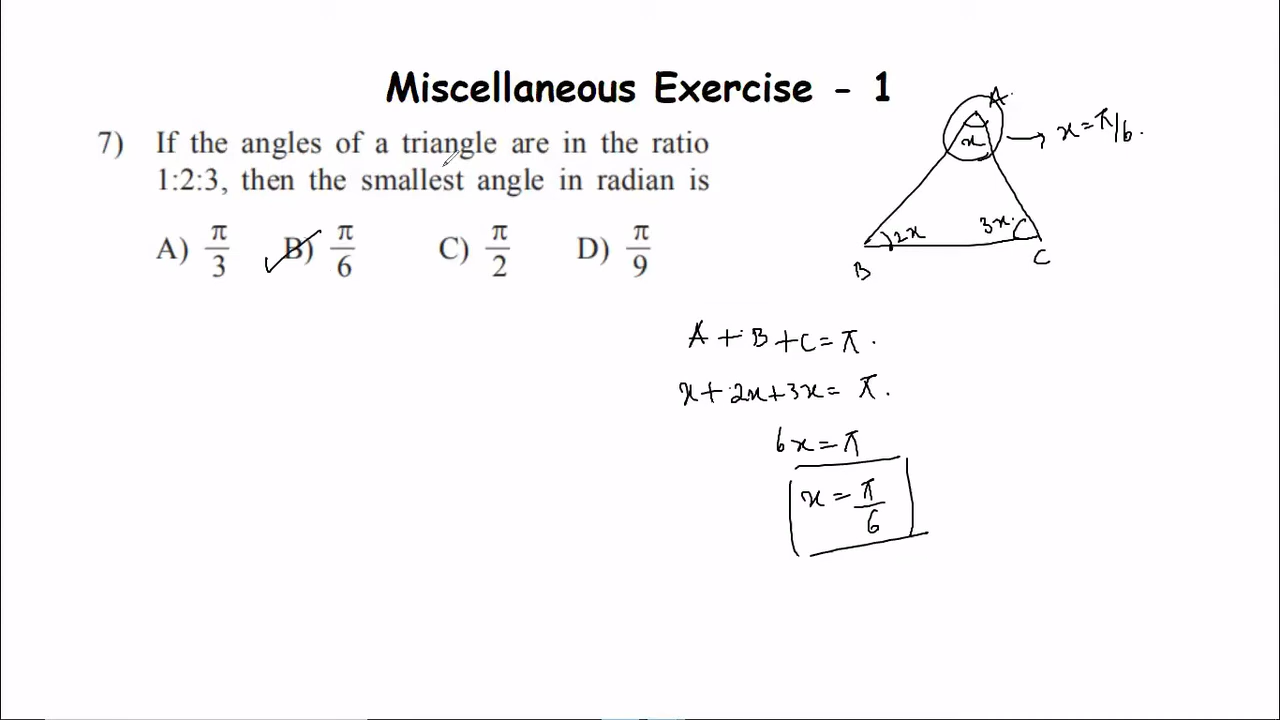 Miscellaneous Exercise - 1
7) If the angles of a triangle are in the ratio
1:2:3, then the smallest angle in radian is
A) π/3 B) π/6 C) π/2 D) π/9
A
x
x = π/6.
2x
3x
B
C
A + B + C = π.
x + 2x + 3x = π.
6x = π
x = π/6